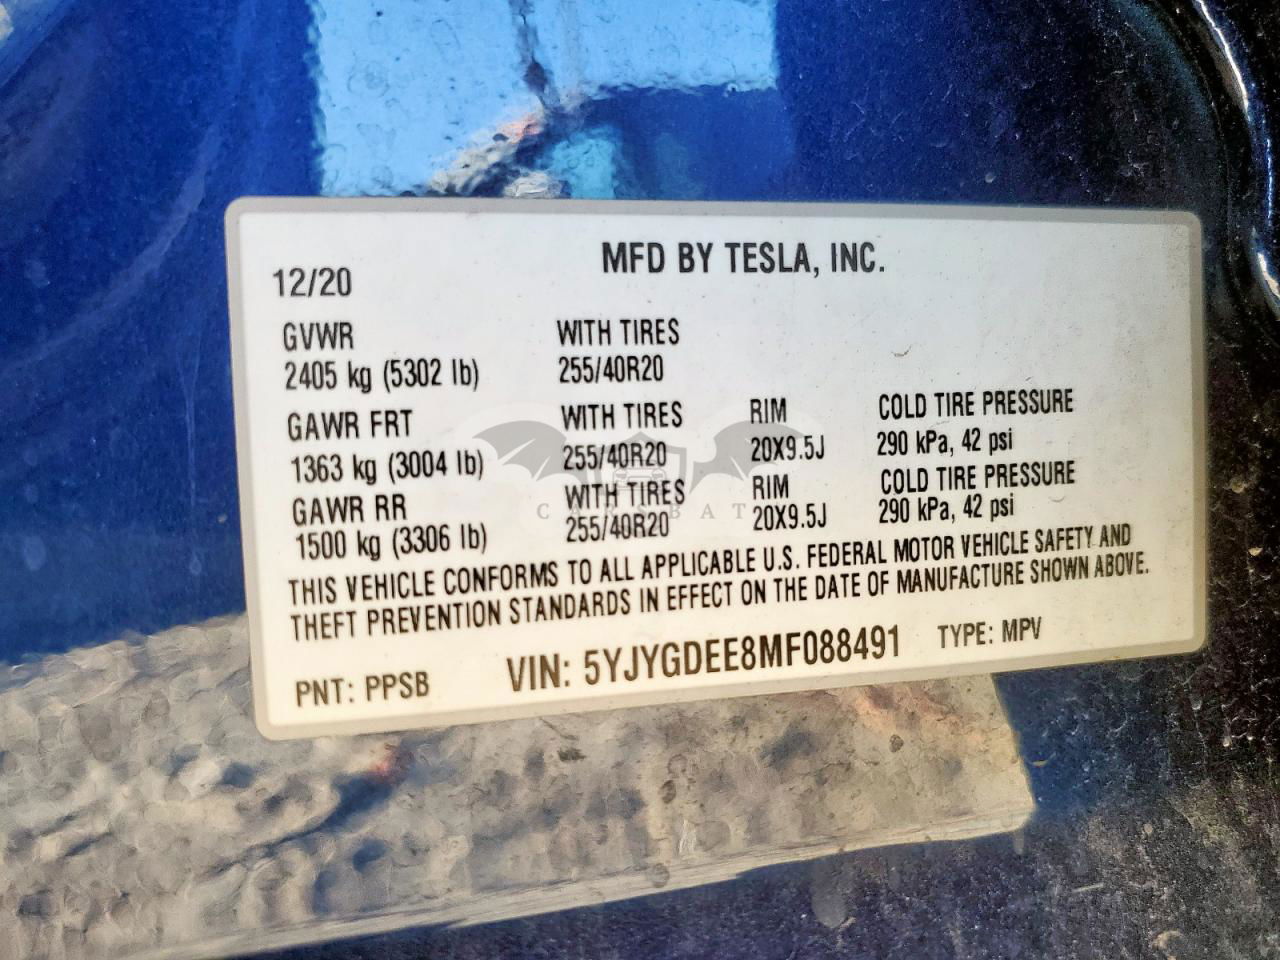 MFD BY TESLA, INC.
12/20
GVWR WITH TIRES
2405 kg (5302 lb) 255/40R20
GAWR FRT WITH TIRES RIM COLD TIRE PRESSURE
1363 kg (3004 lb) 255/40R20 20X9.5J 290 kPa, 42 psi
GAWR RR WITH TIRES RIM COLD TIRE PRESSURE
1500 kg (3306 lb) 255/40R20 20X9.5J 290 kPa, 42 psi
CARSBAT
THIS VEHICLE CONFORMS TO ALL APPLICABLE U.S. FEDERAL MOTOR VEHICLE SAFETY AND
THEFT PREVENTION STANDARDS IN EFFECT ON THE DATE OF MANUFACTURE SHOWN ABOVE.
PNT: PPSB VIN: 5YJYGDEE8MF088491 TYPE: MPV